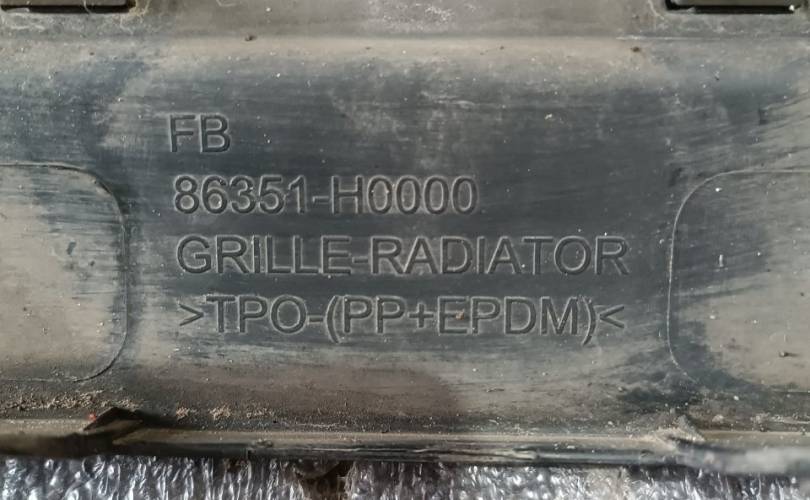 FB
86351-H0000
GRILLE-RADIATOR
>TPO-(PP+EPDM)<